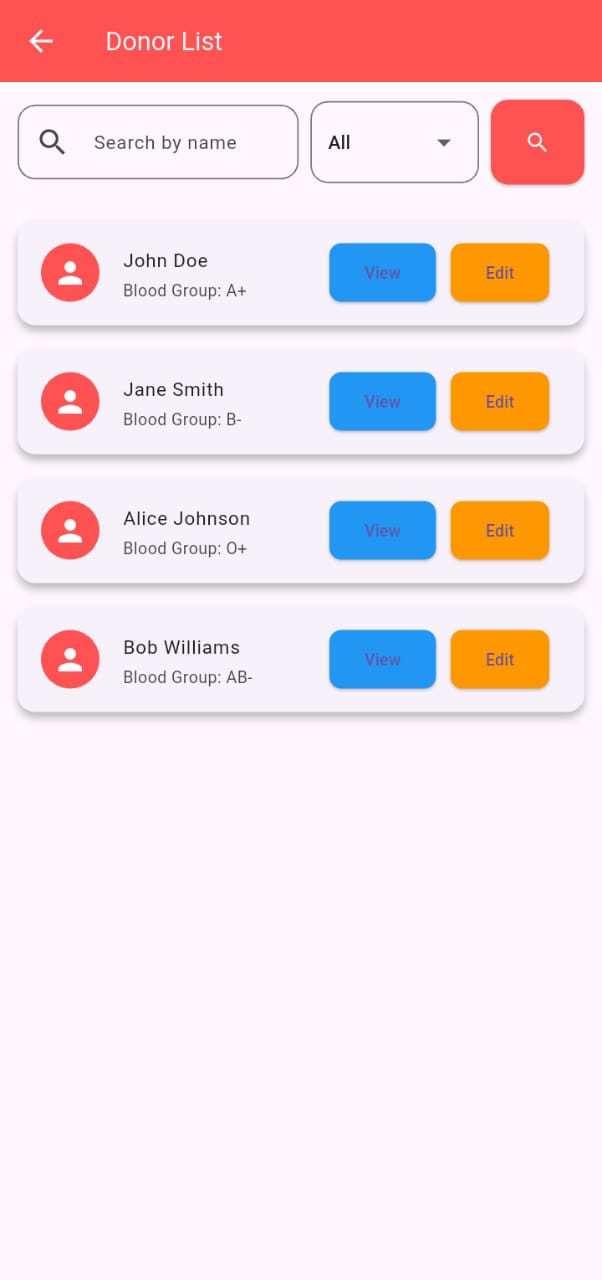 Donor List
Search by name
All
John Doe
Blood Group: A+
View
Edit
Jane Smith
Blood Group: B-
View
Edit
Alice Johnson
Blood Group: O+
View
Edit
Bob Williams
Blood Group: AB-
View
Edit